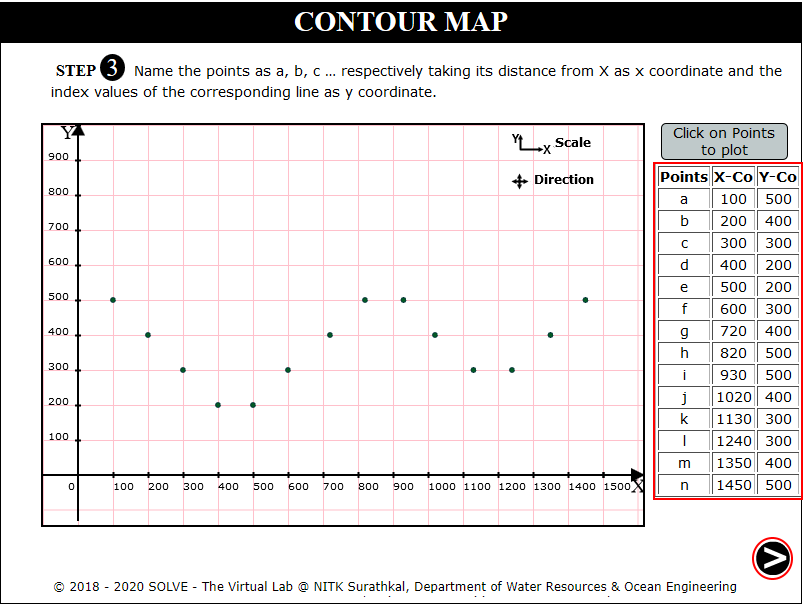 CONTOUR MAP
STEP 3 Name the points as a, b, c ... respectively taking its distance from X as x coordinate and the
index values of the corresponding line as y coordinate.
Y
900
800
700
600
500
400
300
200
100
0 100 200 300 400 500 600 700 800 900 1000 1100 1200 1300 1400 1500 X
Y
X Scale
Direction
Click on Points
to plot
Points X-Co Y-Co
a 100 500
b 200 400
c 300 300
d 400 200
e 500 200
f 600 300
g 720 400
h 820 500
i 930 500
j 1020 400
k 1130 300
l 1240 300
m 1350 400
n 1450 500
© 2018 - 2020 SOLVE - The Virtual Lab @ NITK Surathkal, Department of Water Resources & Ocean Engineering